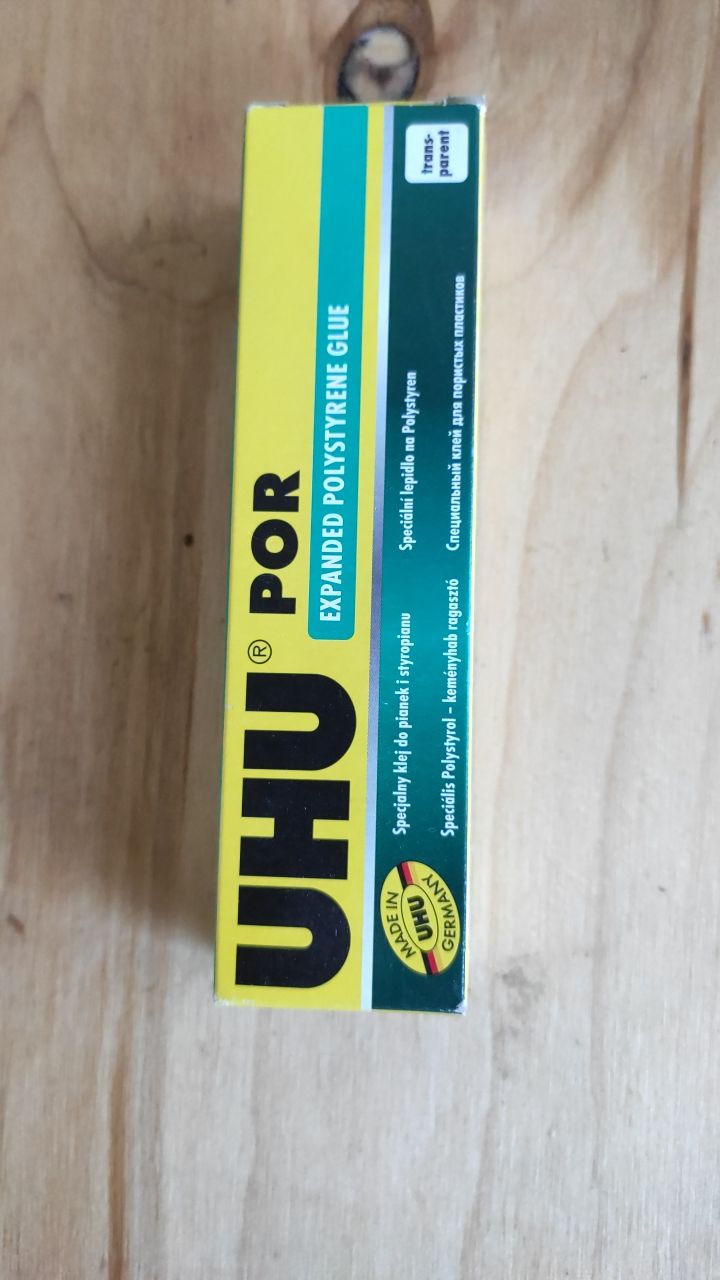 UHU® POR
EXPANDED POLYSTYRENE GLUE
Specjalny klej do pianek i styropianu
Speciální lepidlo na Polystyren
Speciális Polystyrol – keményhab ragasztó
Специальный клей для пористых пластиков
trans-
parent
MADE IN
UHU
GERMANY